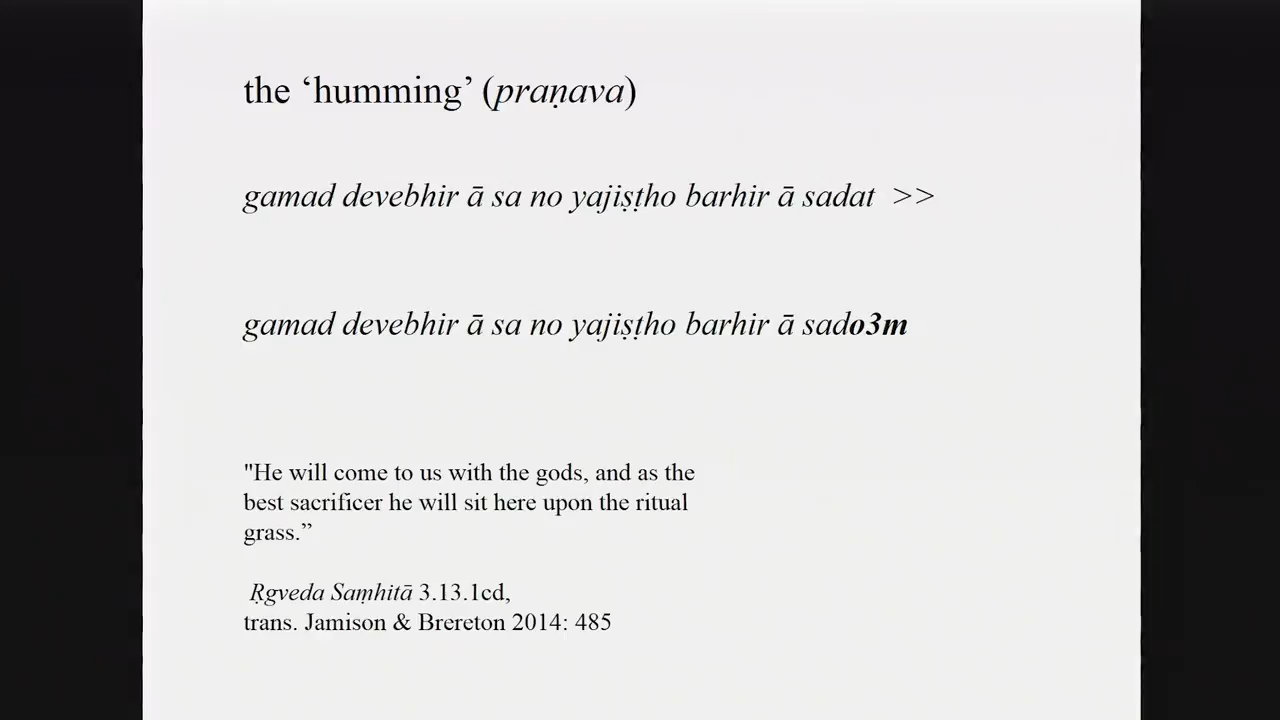 the ‘humming’ (praṇava)
gamad devebhir ā sa no yajiṣṭho barhir ā sadat >>
gamad devebhir ā sa no yajiṣṭho barhir ā sado3m
"He will come to us with the gods, and as the
best sacrificer he will sit here upon the ritual
grass.”
Ṛgveda Saṃhitā 3.13.1cd,
trans. Jamison & Brereton 2014: 485